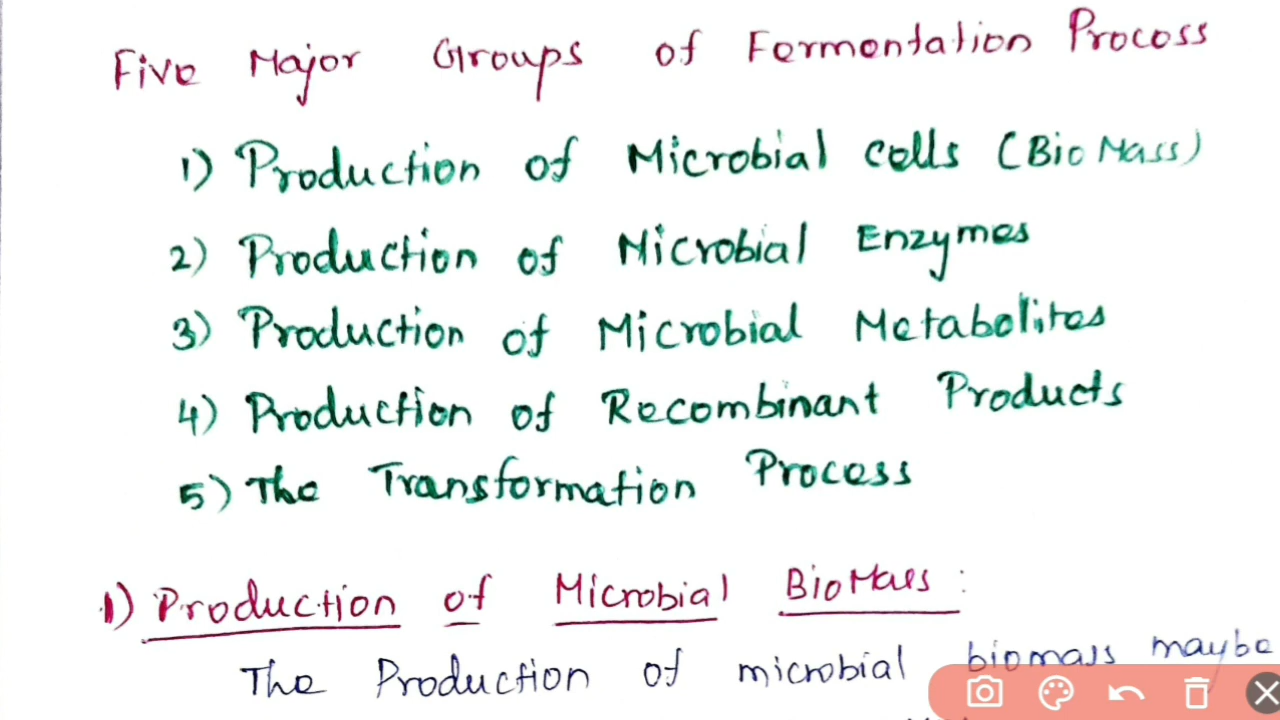 Five Major Groups of Fermentation Process
1) Production of Microbial cells (Bio Mass)
2) Production of Microbial Enzymes
3) Production of Microbial Metabolites
4) Production of Recombinant Products
5) The Transformation Process
1) Production of Microbial BioMass :
The Production of microbial biomass maybe